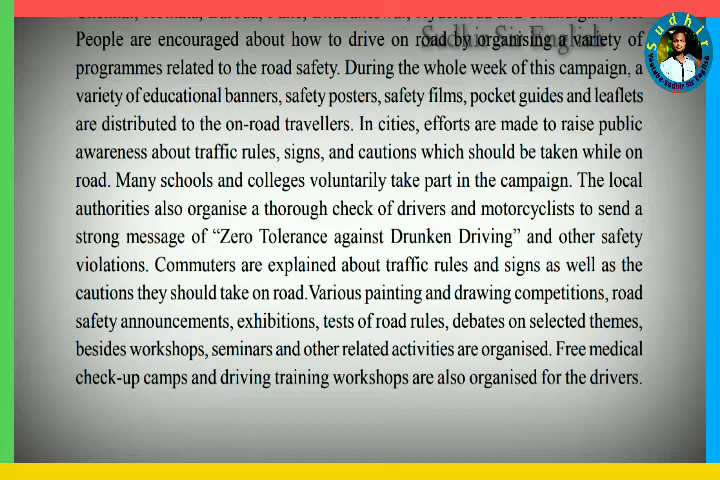 Sudhir Sir English
People are encouraged about how to drive on road by organising a variety of
programmes related to the road safety. During the whole week of this campaign, a
variety of educational banners, safety posters, safety films, pocket guides and leaflets
are distributed to the on-road travellers. In cities, efforts are made to raise public
awareness about traffic rules, signs, and cautions which should be taken while on
road. Many schools and colleges voluntarily take part in the campaign. The local
authorities also organise a thorough check of drivers and motorcyclists to send a
strong message of “Zero Tolerance against Drunken Driving” and other safety
violations. Commuters are explained about traffic rules and signs as well as the
cautions they should take on road.Various painting and drawing competitions, road
safety announcements, exhibitions, tests of road rules, debates on selected themes,
besides workshops, seminars and other related activities are organised. Free medical
check-up camps and driving training workshops are also organised for the drivers.
Sudhir
Youtube Sudhir Sir English